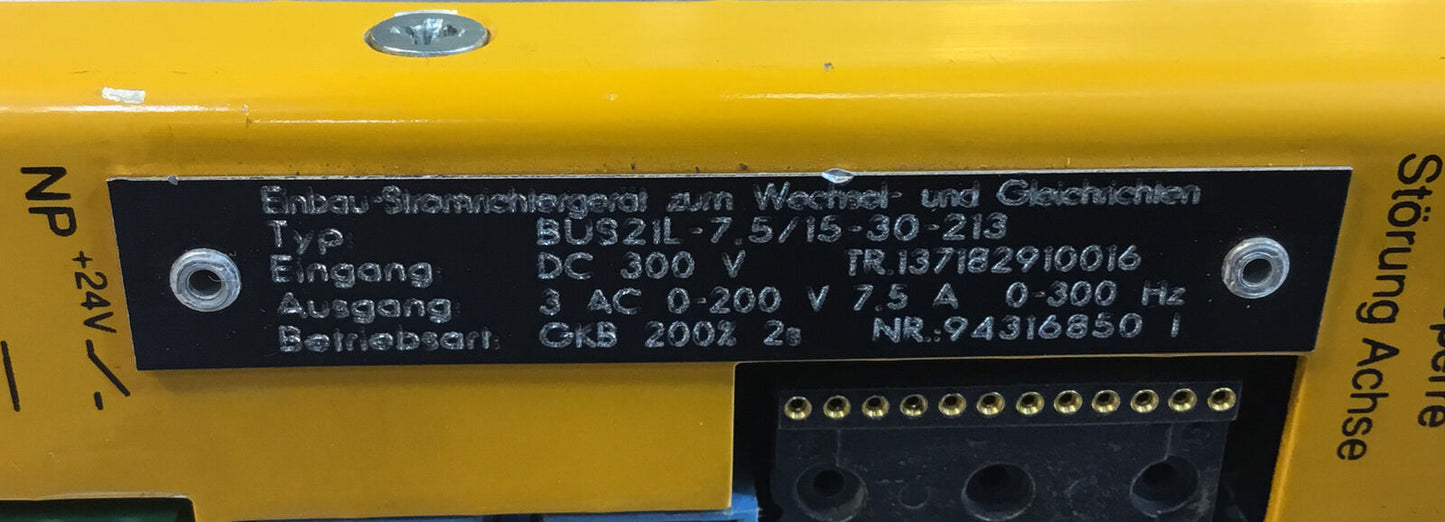 Einbau-Stromrichtergerät zum Wechsel- und Gleichrichten
Typ: BUS21L-7.5/15-30-213
Eingang: DC 300 V TR.137182910016
Ausgang: 3 AC 0-200 V 7.5 A 0-300 Hz
Betriebsart: GKB 200% 2s NR.:94316850 1
NP
+24V
Störung Achse